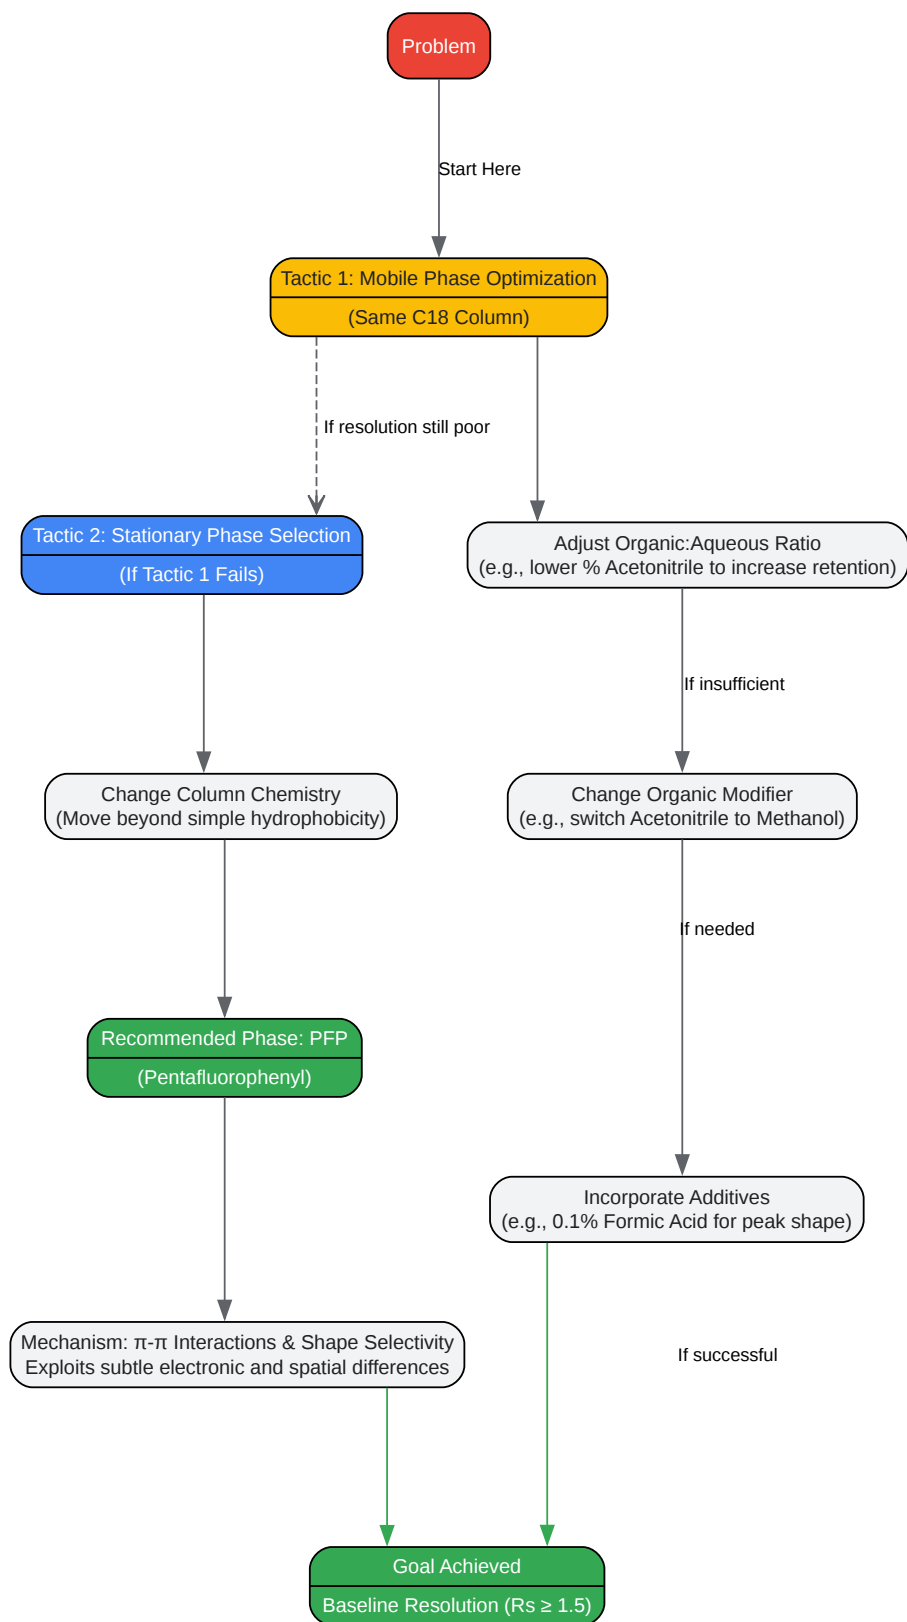 Problem
Start Here
Tactic 1: Mobile Phase Optimization
(Same C18 Column)
If resolution still poor
Tactic 2: Stationary Phase Selection
(If Tactic 1 Fails)
Adjust Organic:Aqueous Ratio
(e.g., lower % Acetonitrile to increase retention)
If insufficient
Change Column Chemistry
(Move beyond simple hydrophobicity)
Change Organic Modifier
(e.g., switch Acetonitrile to Methanol)
If needed
Recommended Phase: PFP
(Pentafluorophenyl)
Incorporate Additives
(e.g., 0.1% Formic Acid for peak shape)
Mechanism: π-π Interactions & Shape Selectivity
Exploits subtle electronic and spatial differences
If successful
Goal Achieved
Baseline Resolution (Rs ≥ 1.5)